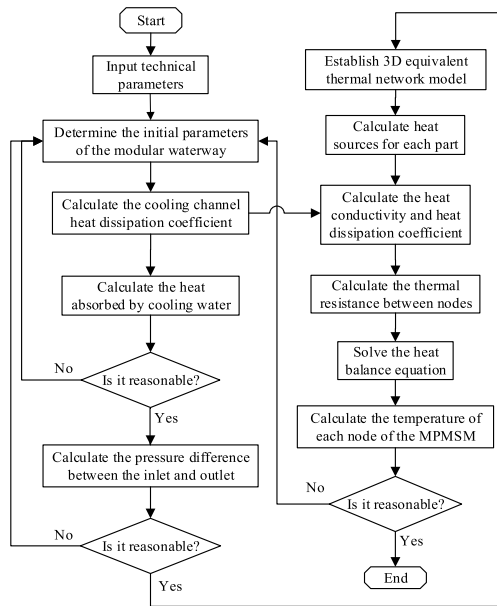 Start
Input technical
parameters
Determine the initial parameters
of the modular waterway
Calculate the cooling channel
heat dissipation coefficient
Calculate the heat
absorbed by cooling water
No
Is it reasonable?
Yes
Calculate the pressure difference
between the inlet and outlet
No
Is it reasonable?
Yes
Establish 3D equivalent
thermal network model
Calculate heat
sources for each part
Calculate the heat
conductivity and heat
dissipation coefficient
Calculate the thermal
resistance between nodes
Solve the heat
balance equation
Calculate the temperature of
each node of the MPMSM
No
Is it reasonable?
Yes
End